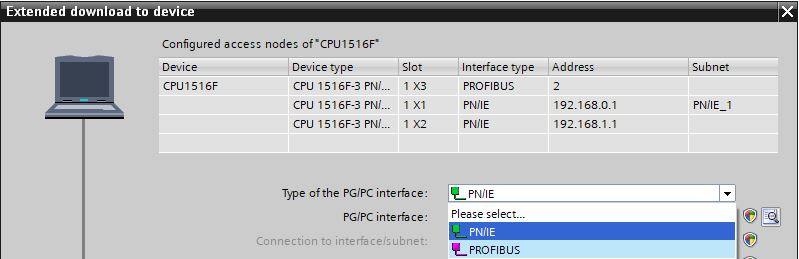 Extended download to device
Configured access nodes of "CPU1516F"
Device Device type Slot Interface type Address Subnet
CPU1516F CPU 1516F-3 PN/... 1 X3 PROFIBUS 2
CPU 1516F-3 PN/... 1 X1 PN/IE 192.168.0.1 PN/IE_1
CPU 1516F-3 PN/... 1 X2 PN/IE 192.168.1.1
Type of the PG/PC interface: PN/IE
PG/PC interface: Please select...
PN/IE
Connection to interface/subnet: PROFIBUS